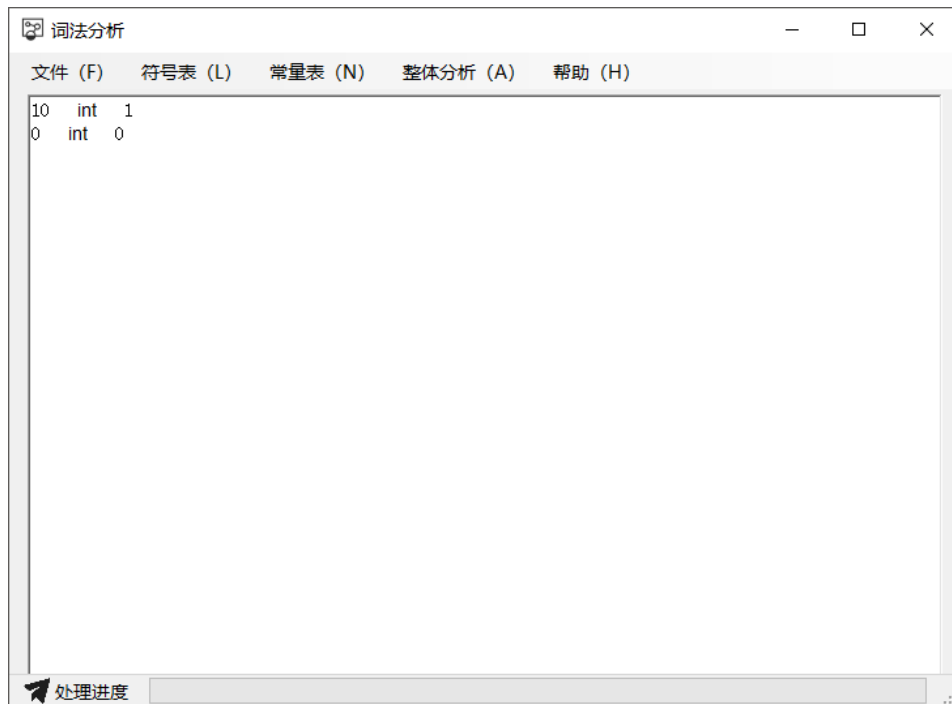 词法分析
文件（F） 符号表（L） 常量表（N） 整体分析（A） 帮助（H）
10 int 1
0 int 0
处理进度